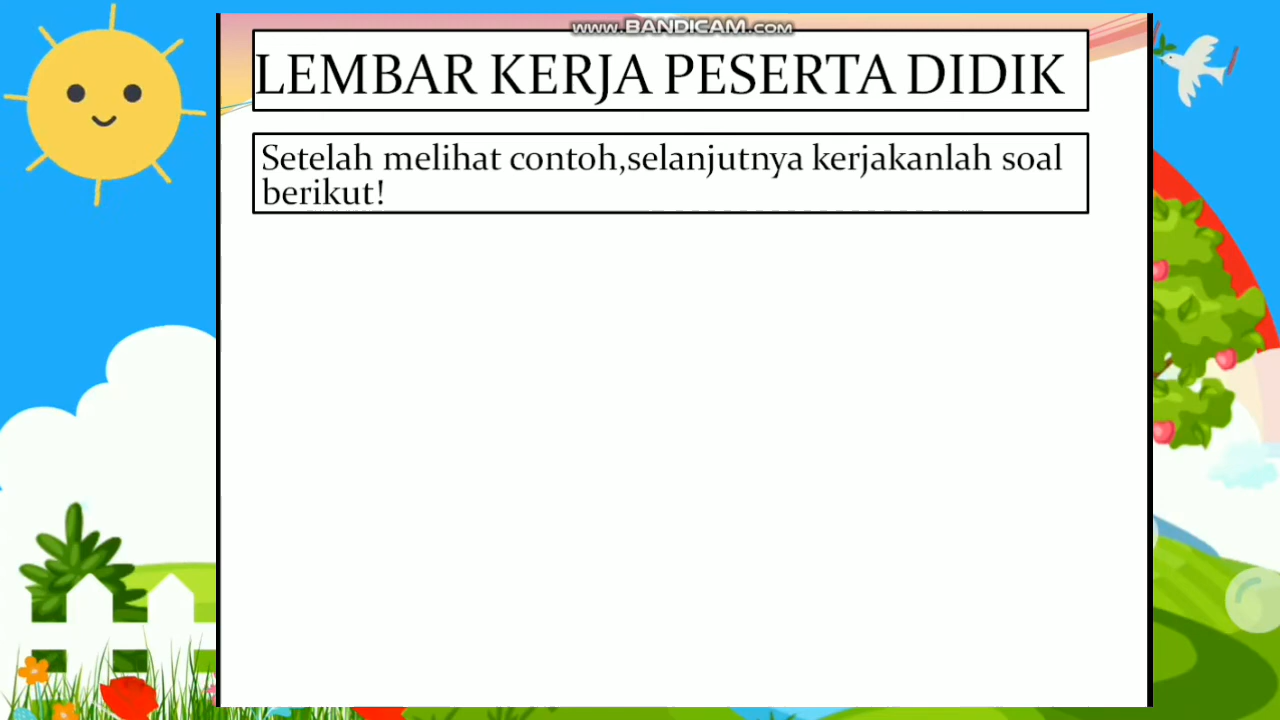 www.BANDICAM.com
LEMBAR KERJA PESERTA DIDIK
Setelah melihat contoh,selanjutnya kerjakanlah soal
berikut!